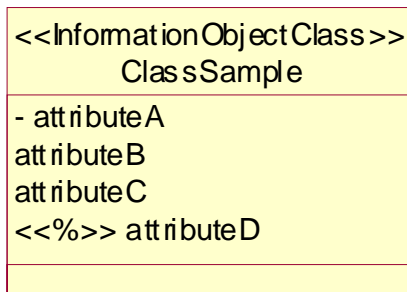 <<InformationObjectClass>>
ClassSample
- attributeA
attributeB
attributeC
<<%>> attributeD